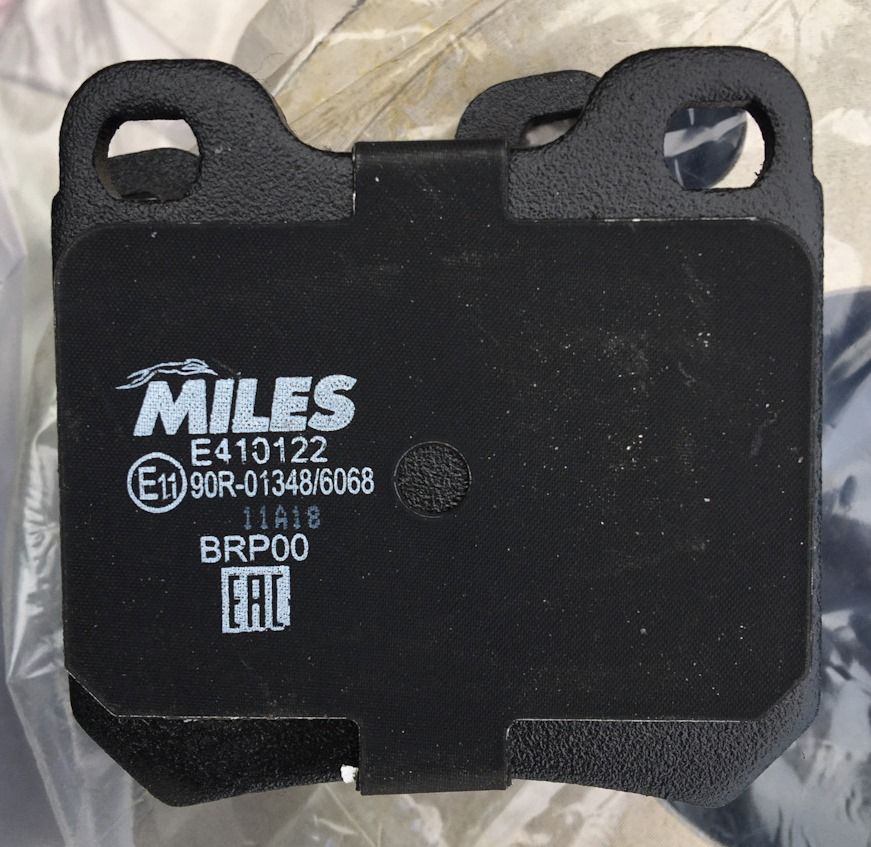 MILES
E410122
E11 90R-01348/6068
11A18
BRP00
EAC